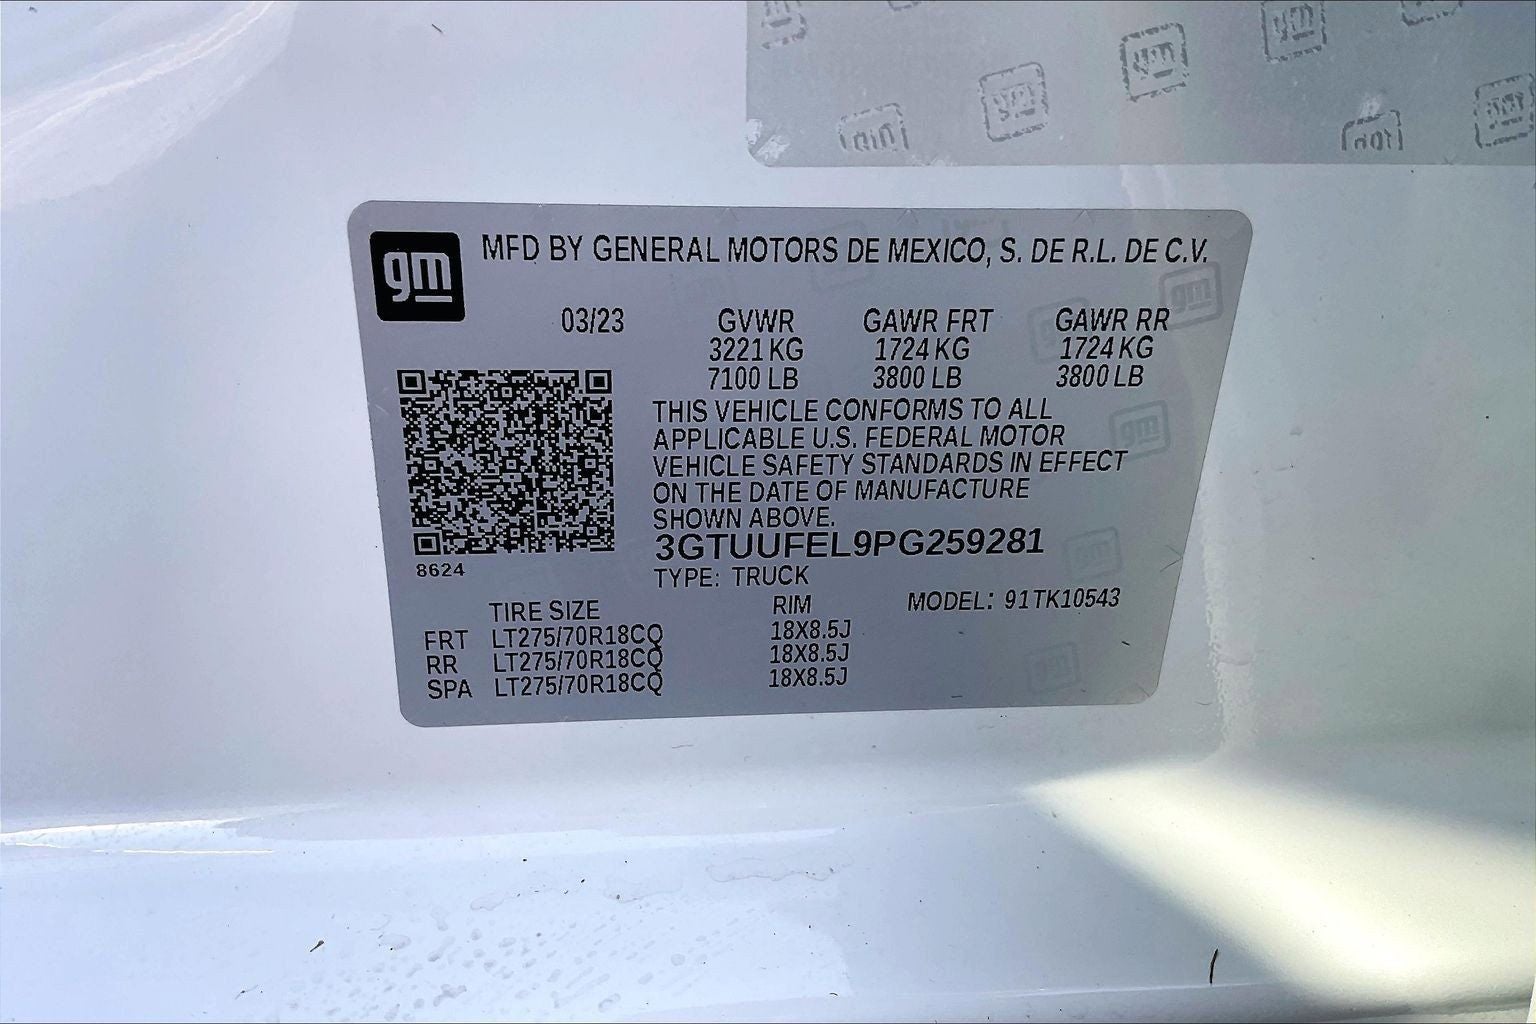 gm
MFD BY GENERAL MOTORS DE MEXICO, S. DE R.L. DE C.V.
03/23 GVWR GAWR FRT GAWR RR
3221 KG 1724 KG 1724 KG
7100 LB 3800 LB 3800 LB
THIS VEHICLE CONFORMS TO ALL
APPLICABLE U.S. FEDERAL MOTOR
VEHICLE SAFETY STANDARDS IN EFFECT
ON THE DATE OF MANUFACTURE
SHOWN ABOVE.
3GTUUFEL9PG259281
8624
TYPE: TRUCK
TIRE SIZE RIM MODEL: 91TK10543
FRT LT275/70R18CQ 18X8.5J
RR LT275/70R18CQ 18X8.5J
SPA LT275/70R18CQ 18X8.5J